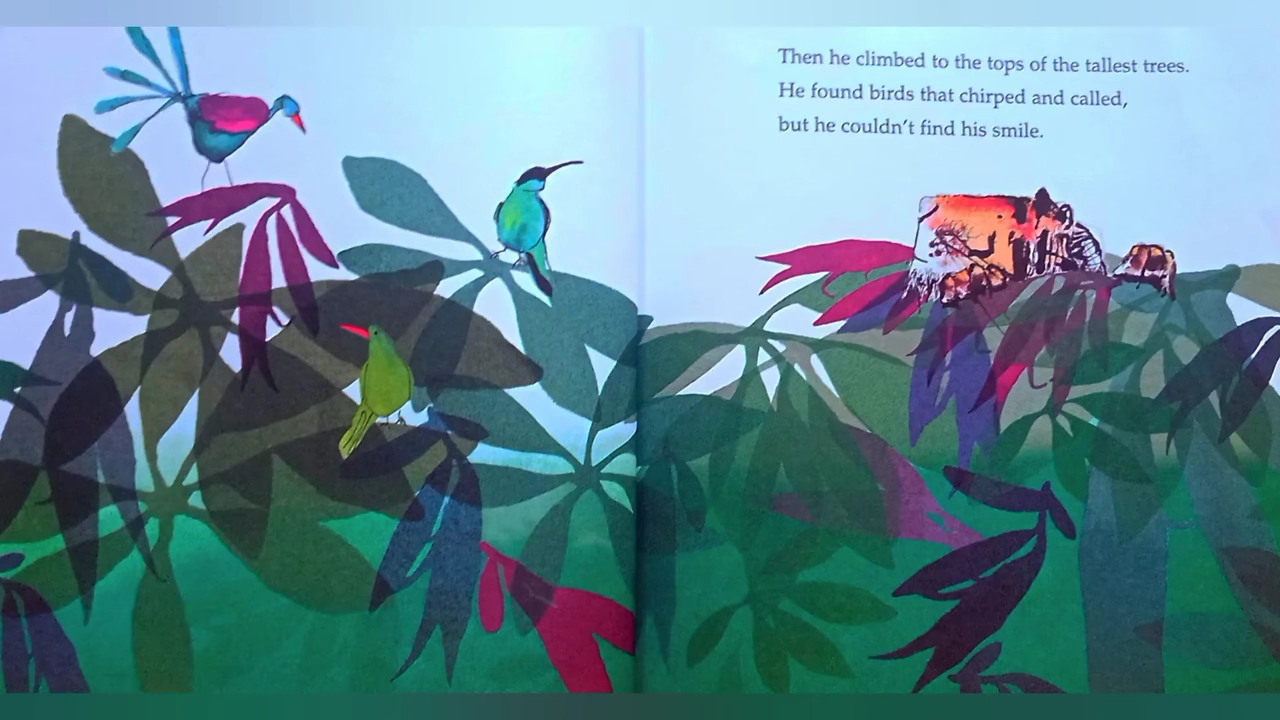 Then he climbed to the tops of the tallest trees.
He found birds that chirped and called,
but he couldn't find his smile.